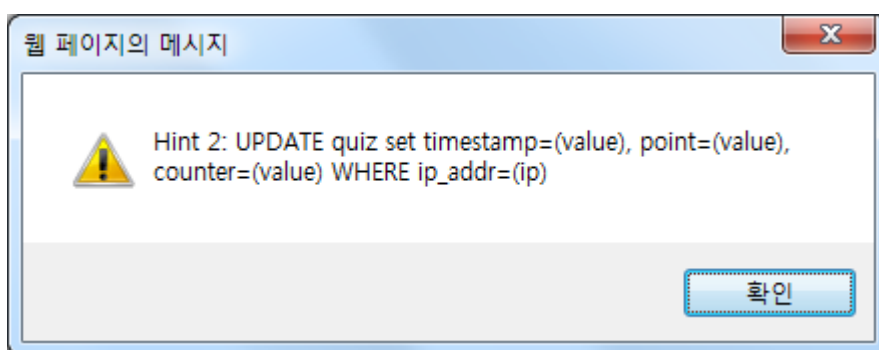 웹 페이지의 메시지
Hint 2: UPDATE quiz set timestamp=(value), point=(value),
counter=(value) WHERE ip_addr=(ip)
확인